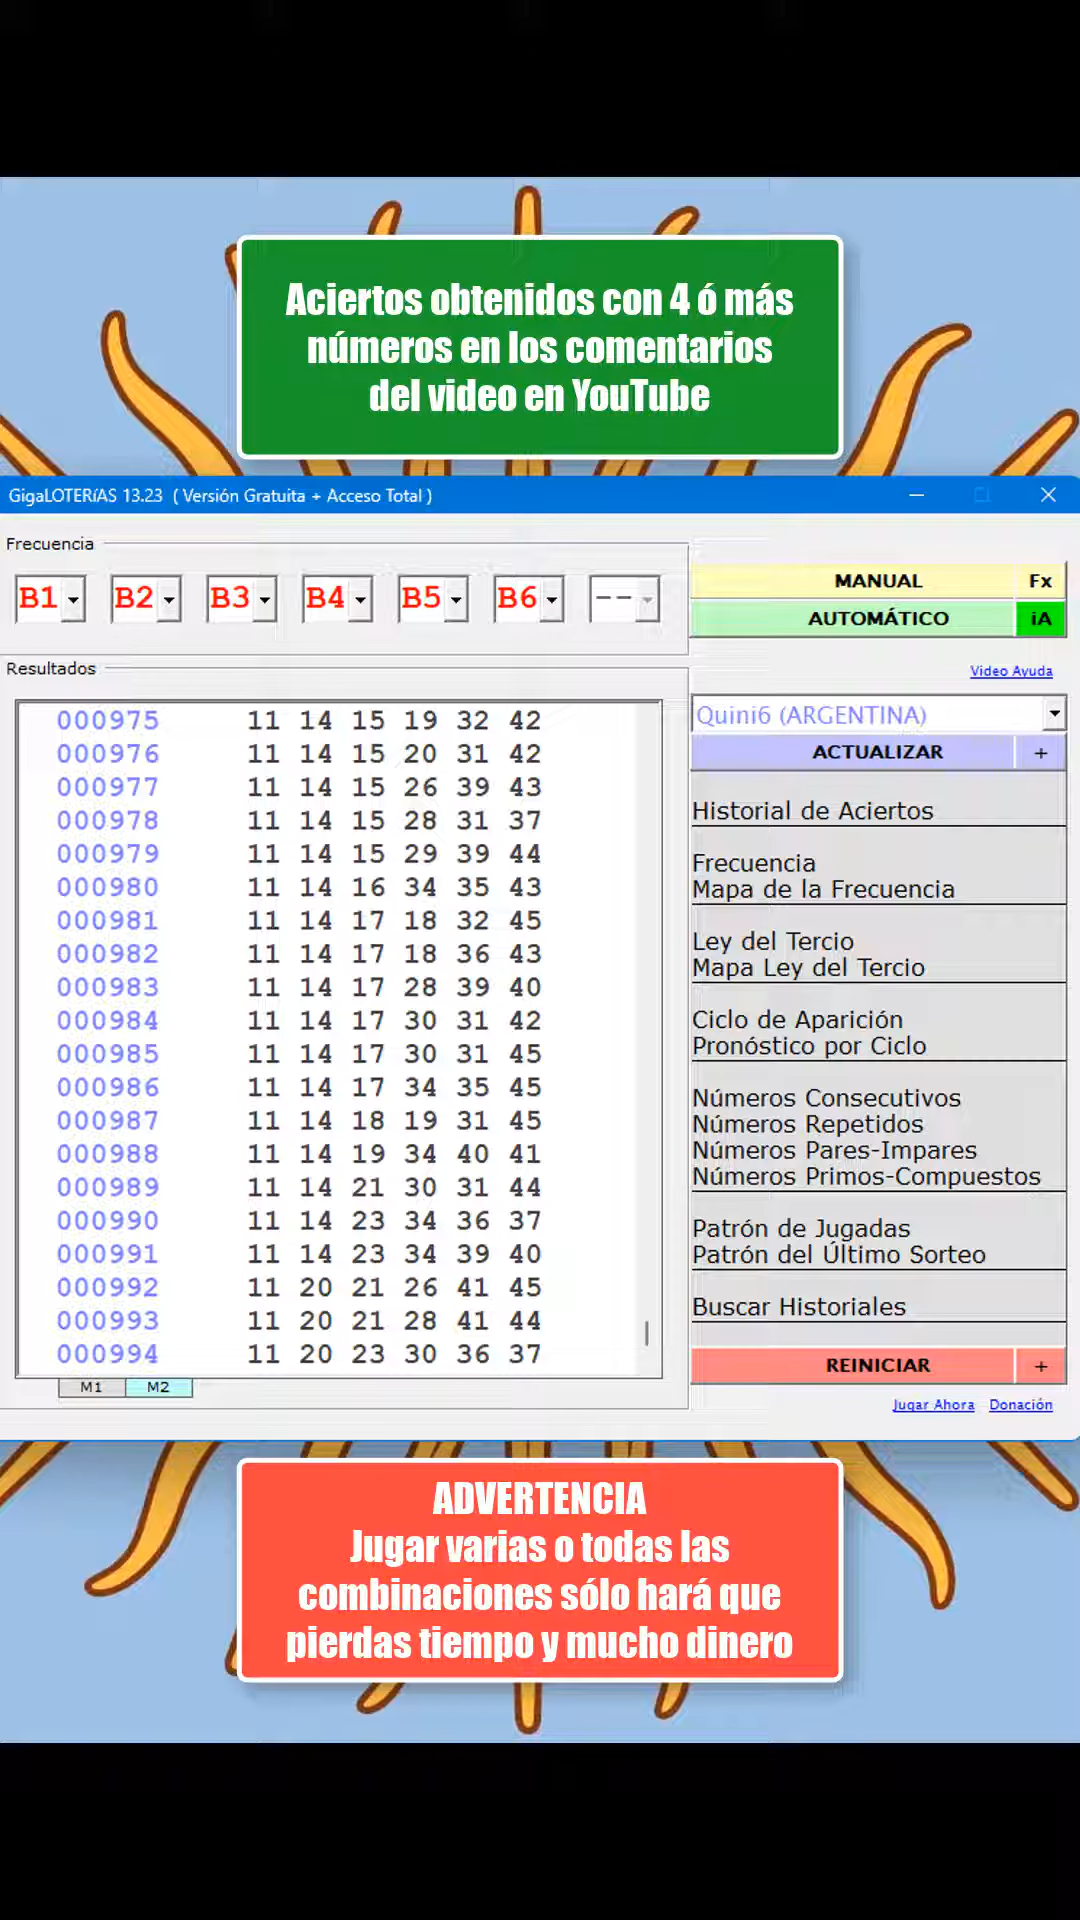 Aciertos obtenidos con 4 ó más
números en los comentarios
del video en YouTube
GigaLOTERíAS 13.23 ( Versión Gratuita + Acceso Total )
Frecuencia
B1 B2 B3 B4 B5 B6 --
MANUAL Fx
AUTOMÁTICO iA
Video Ayuda
Resultados
000975 11 14 15 19 32 42
000976 11 14 15 20 31 42
000977 11 14 15 26 39 43
000978 11 14 15 28 31 37
000979 11 14 15 29 39 44
000980 11 14 16 34 35 43
000981 11 14 17 18 32 45
000982 11 14 17 18 36 43
000983 11 14 17 28 39 40
000984 11 14 17 30 31 42
000985 11 14 17 30 31 45
000986 11 14 17 34 35 45
000987 11 14 18 19 31 45
000988 11 14 19 34 40 41
000989 11 14 21 30 31 44
000990 11 14 23 34 36 37
000991 11 14 23 34 39 40
000992 11 20 21 26 41 45
000993 11 20 21 28 41 44
000994 11 20 23 30 36 37
M1 M2
Quini6 (ARGENTINA)
ACTUALIZAR +
Historial de Aciertos
Frecuencia
Mapa de la Frecuencia
Ley del Tercio
Mapa Ley del Tercio
Ciclo de Aparición
Pronóstico por Ciclo
Números Consecutivos
Números Repetidos
Números Pares-Impares
Números Primos-Compuestos
Patrón de Jugadas
Patrón del Último Sorteo
Buscar Historiales
REINICIAR +
Jugar Ahora Donación
ADVERTENCIA
Jugar varias o todas las
combinaciones sólo hará que
pierdas tiempo y mucho dinero